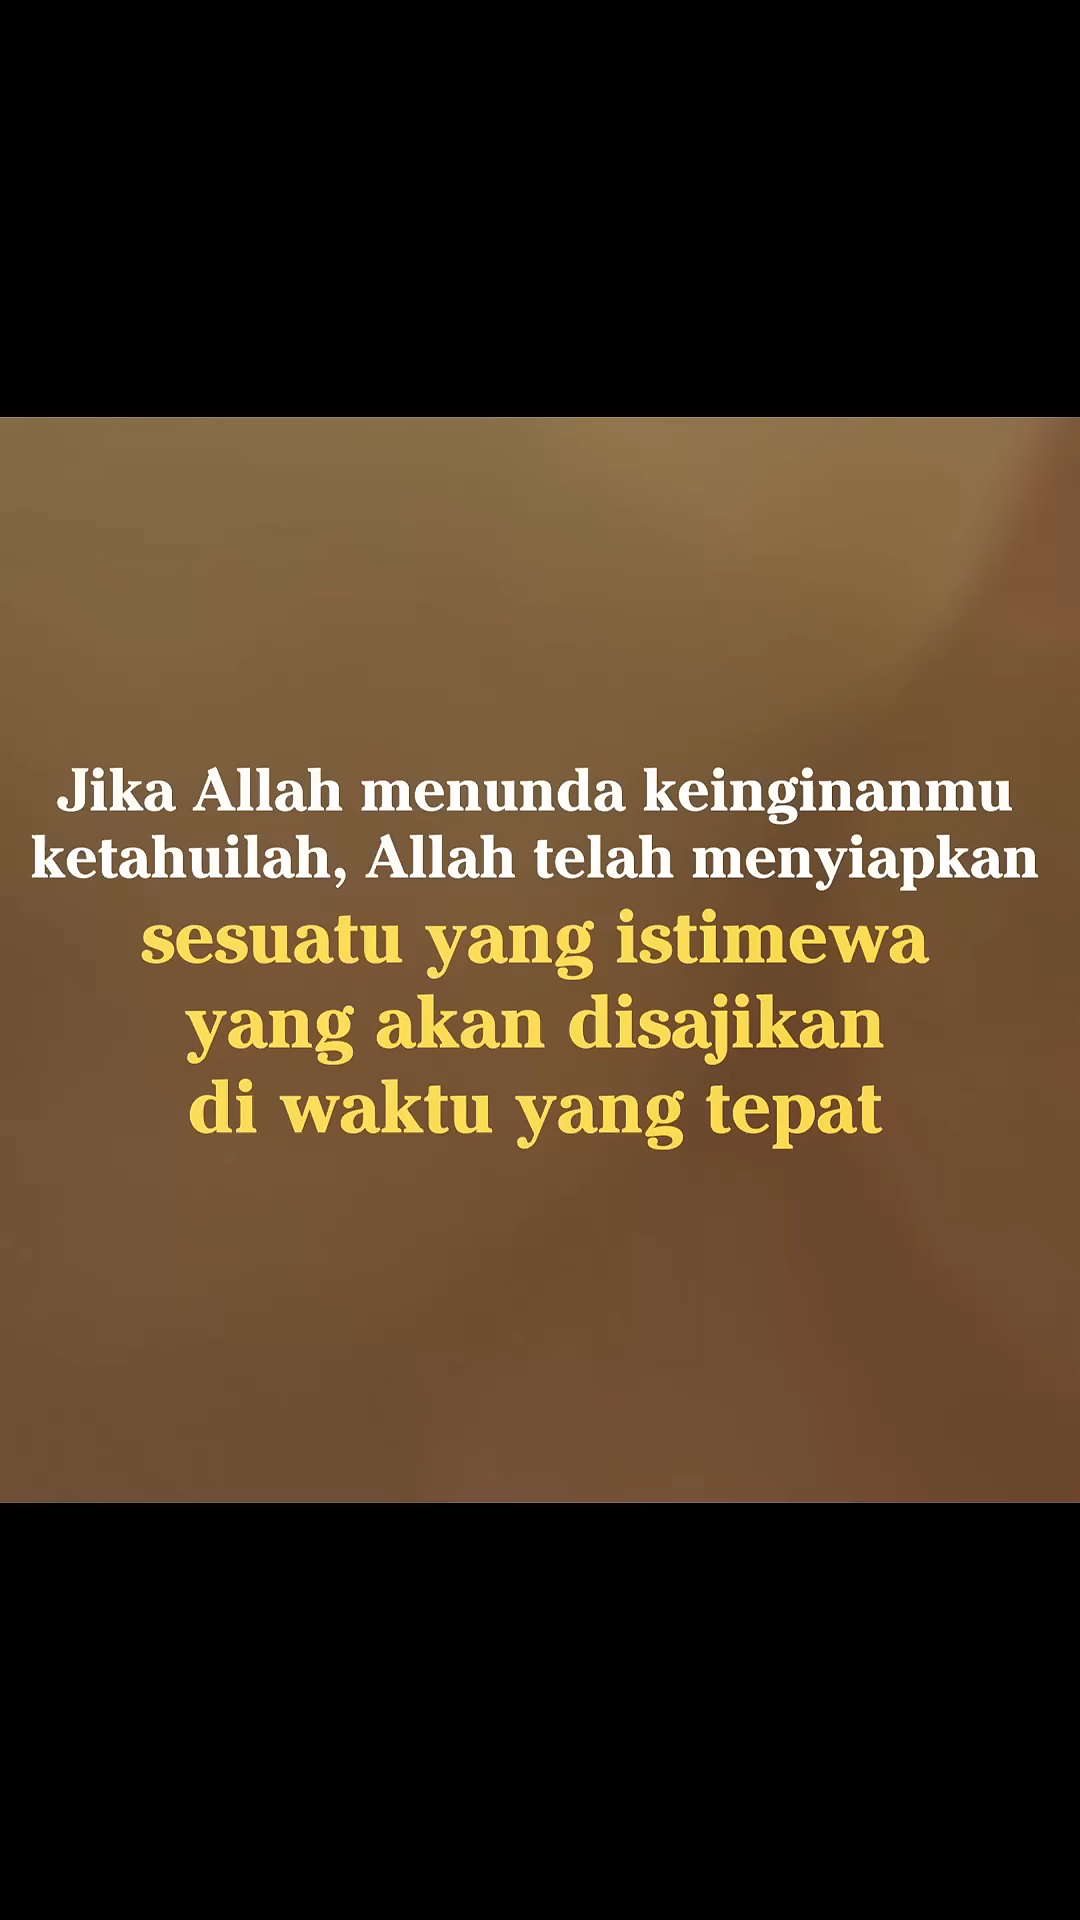 Jika Allah menunda keinginanmu
ketahuilah, Allah telah menyiapkan
sesuatu yang istimewa
yang akan disajikan
di waktu yang tepat